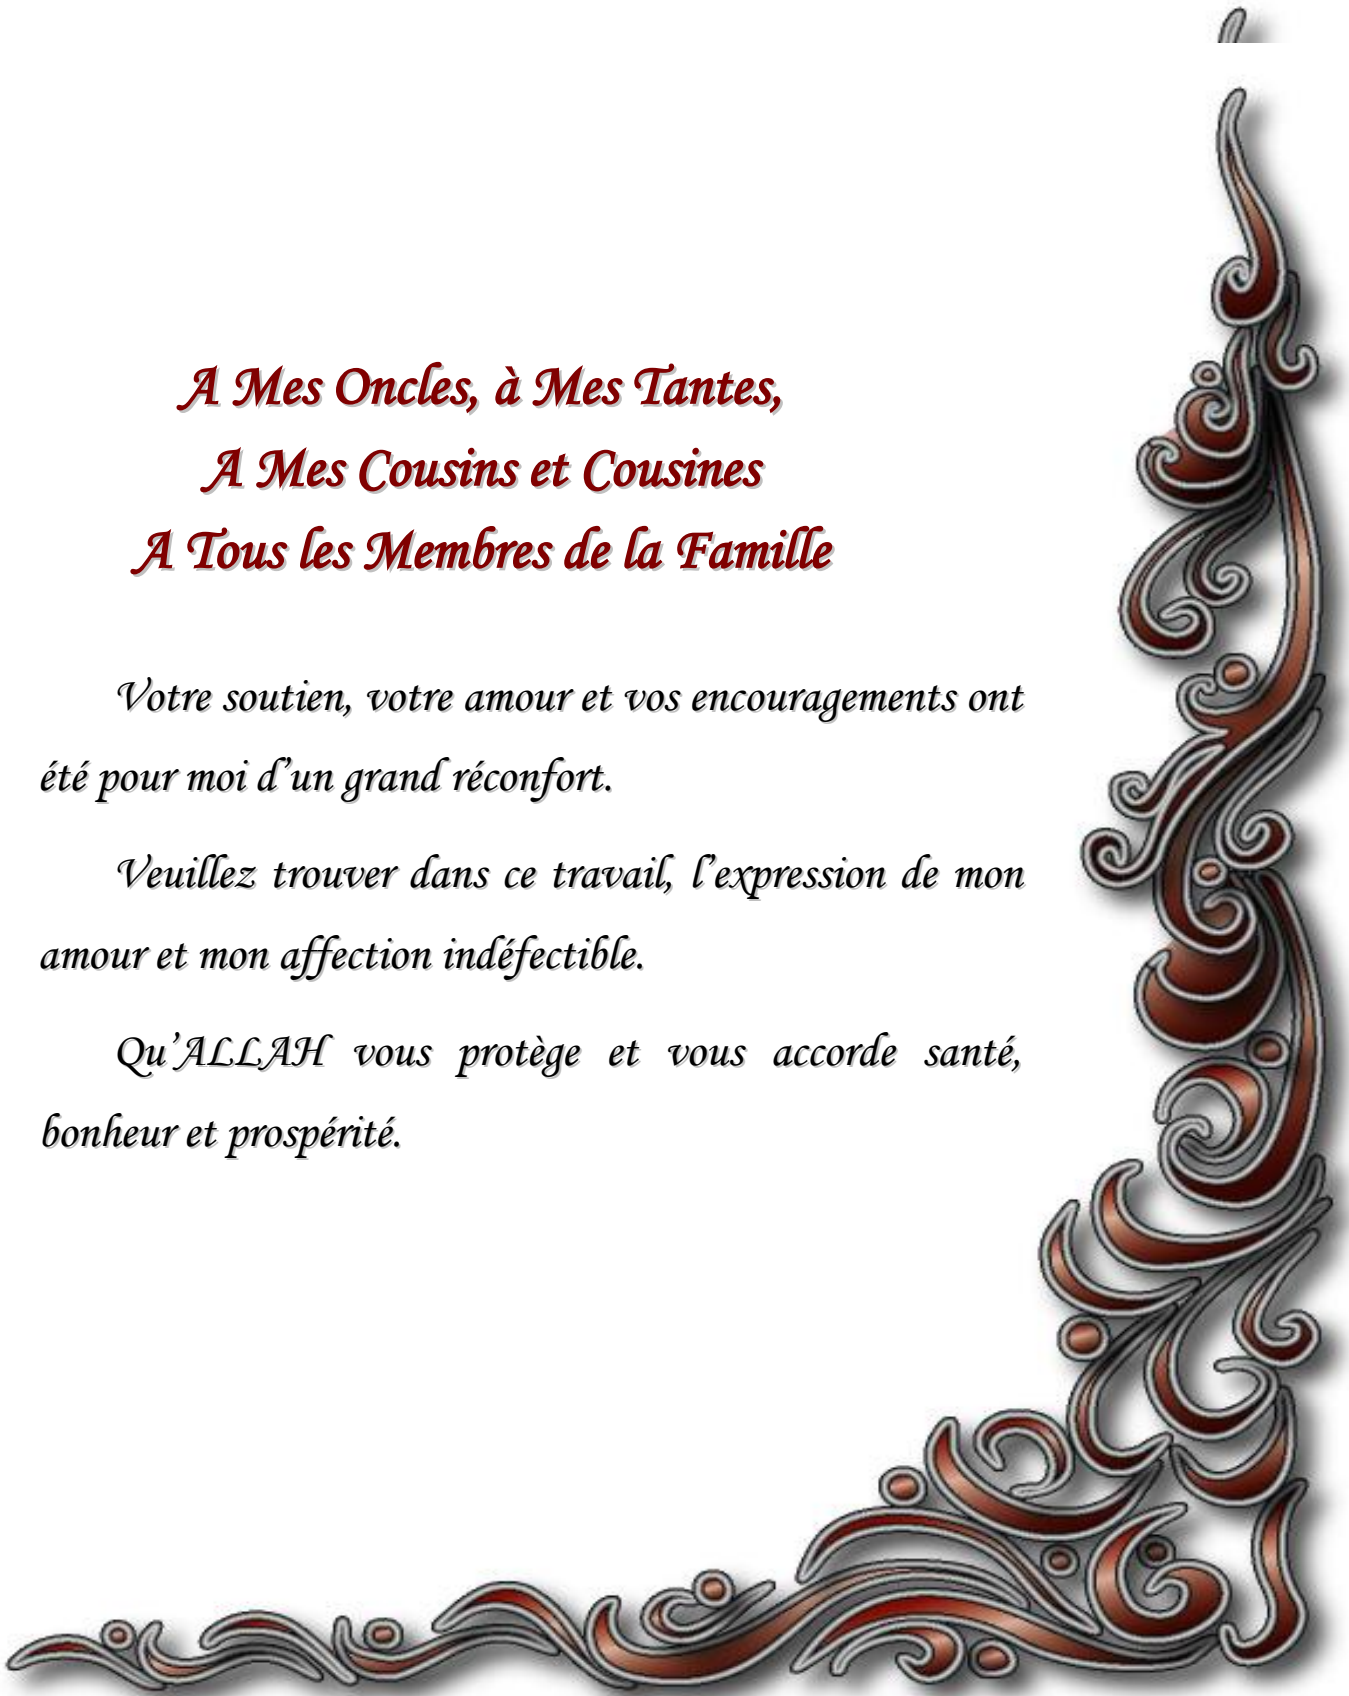 A Mes Oncles, à Mes Tantes,
A Mes Cousins et Cousines
A Tous les Membres de la Famille
Votre soutien, votre amour et vos encouragements ont
été pour moi d’un grand réconfort.
Veuillez trouver dans ce travail, l’expression de mon
amour et mon affection indéfectible.
Qu’ALLAH vous protège et vous accorde santé,
bonheur et prospérité.